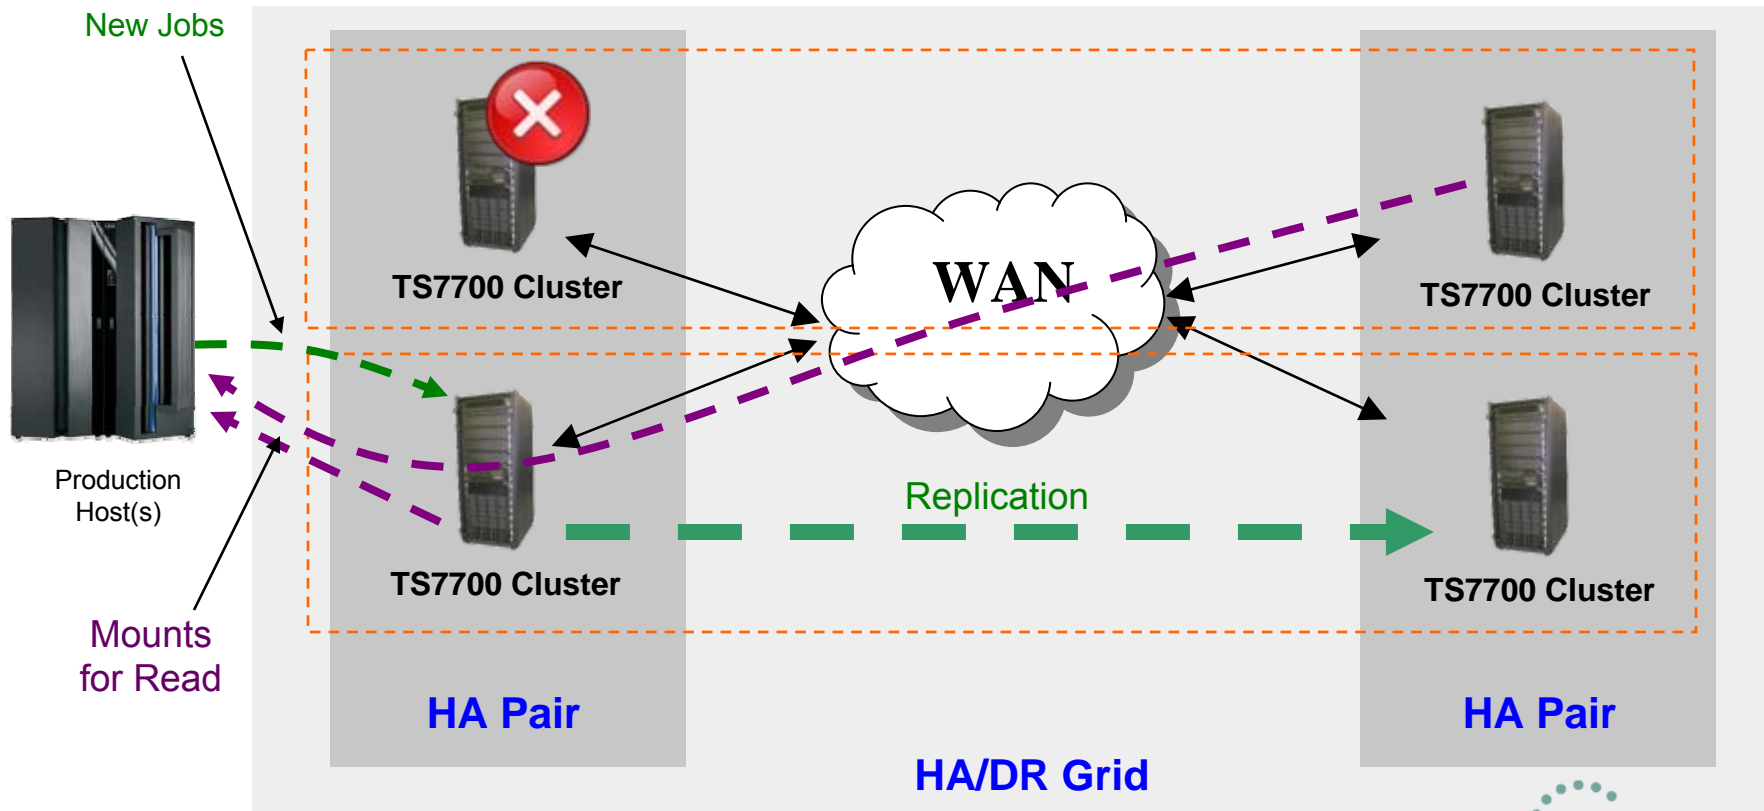 New Jobs
TS7700 Cluster
WAN
TS7700 Cluster
Production
Host(s)
Replication
TS7700 Cluster
TS7700 Cluster
Mounts
for Read
HA Pair
HA Pair
HA/DR Grid